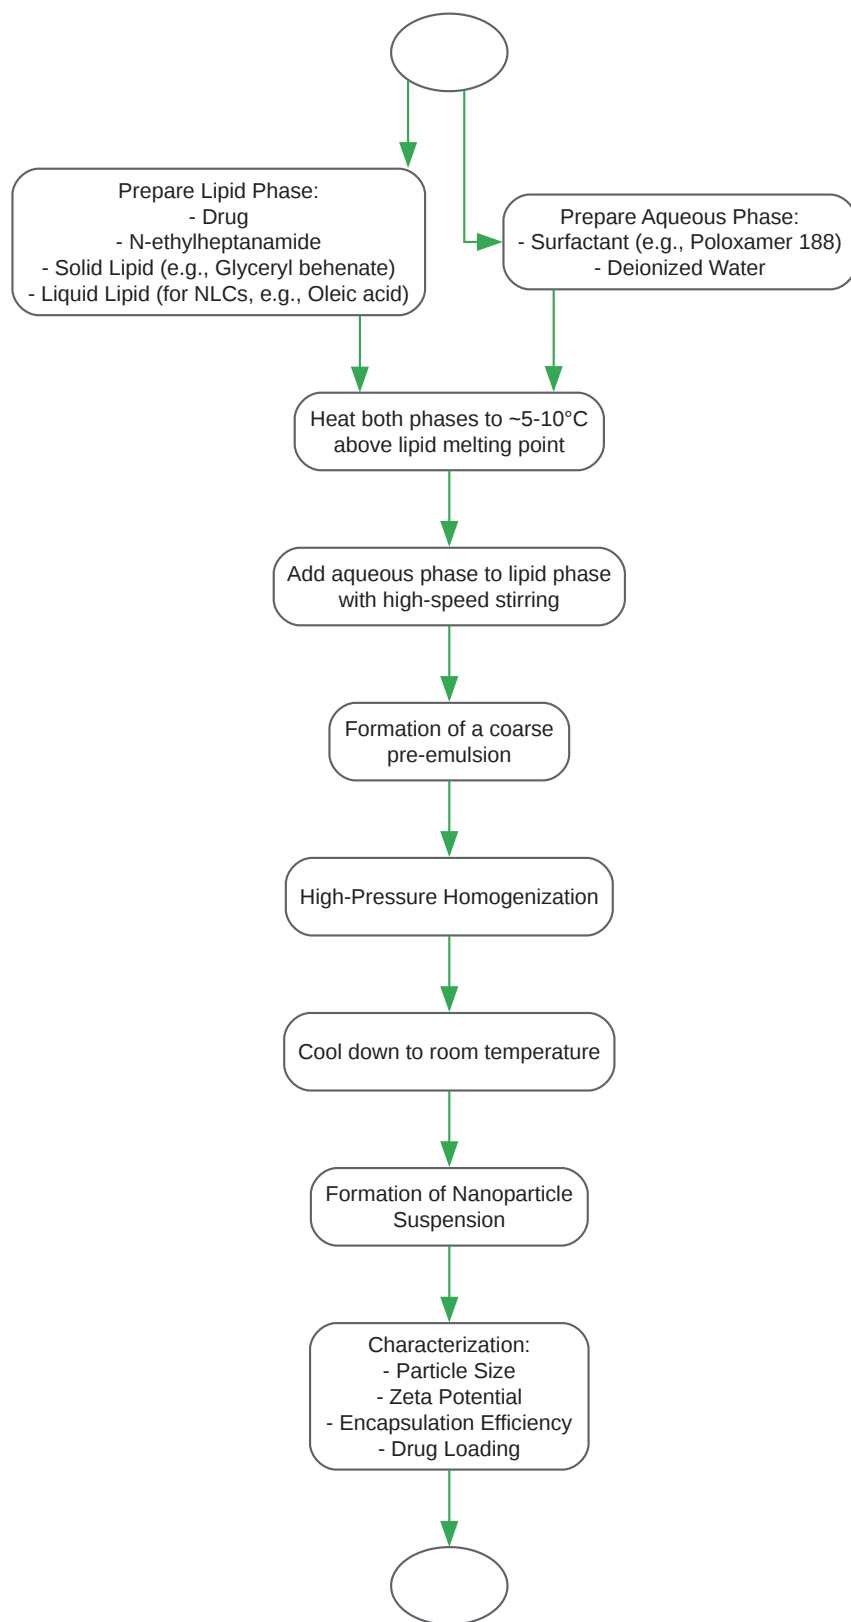 Prepare Lipid Phase:
- Drug
- N-ethylheptanamide
- Solid Lipid (e.g., Glyceryl behenate)
- Liquid Lipid (for NLCs, e.g., Oleic acid)
Prepare Aqueous Phase:
- Surfactant (e.g., Poloxamer 188)
- Deionized Water
Heat both phases to ~5-10°C
above lipid melting point
Add aqueous phase to lipid phase
with high-speed stirring
Formation of a coarse
pre-emulsion
High-Pressure Homogenization
Cool down to room temperature
Formation of Nanoparticle
Suspension
Characterization:
- Particle Size
- Zeta Potential
- Encapsulation Efficiency
- Drug Loading